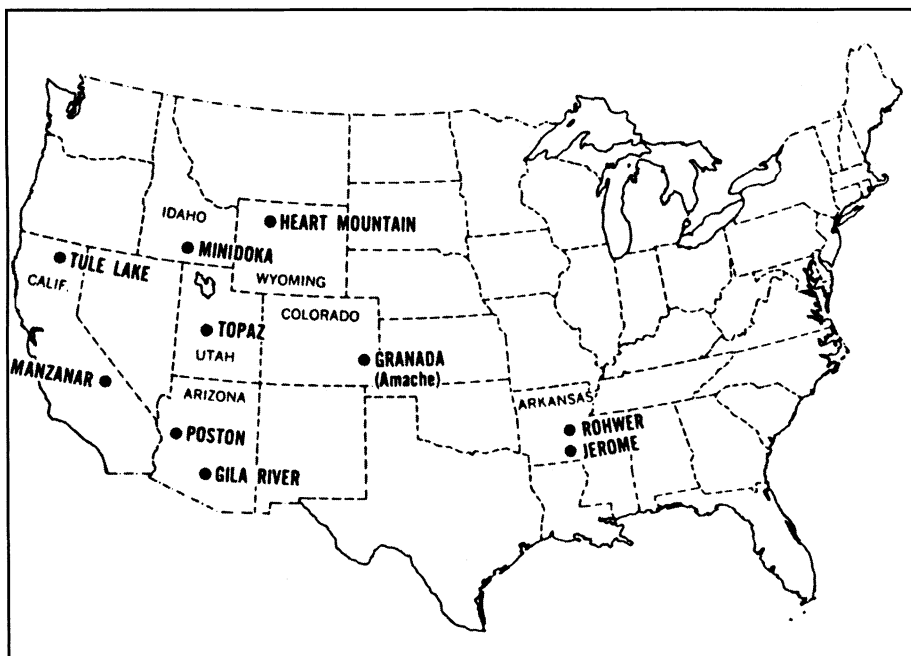 IDAHO
HEART MOUNTAIN
MINIDOKA
TULE LAKE
CALIF.
WYOMING
COLORADO
TOPAZ
UTAH
GRANADA
(Amache)
MANZANAR
ARIZONA
ARKANSAS
ROHWER
POSTON
JEROME
GILA RIVER